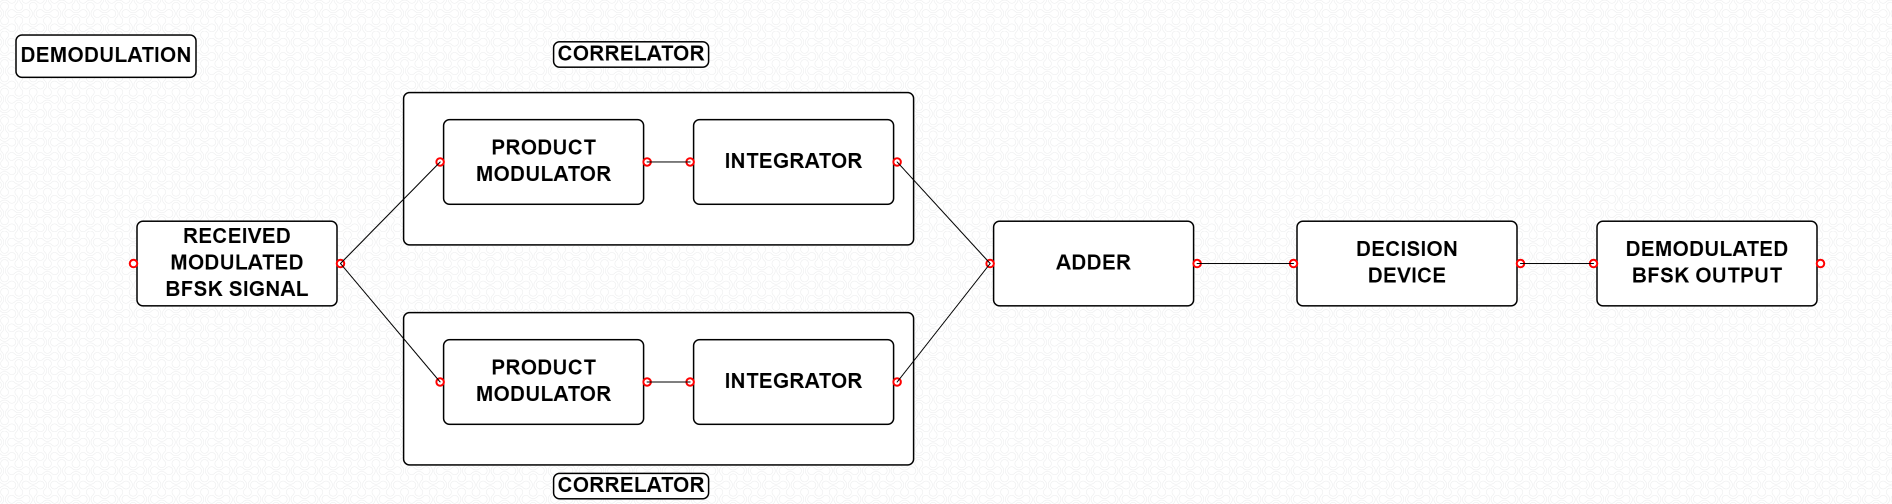 DEMODULATION
CORRELATOR
PRODUCT
MODULATOR
INTEGRATOR
RECEIVED
MODULATED
BFSK SIGNAL
ADDER
DECISION
DEVICE
DEMODULATED
BFSK OUTPUT
PRODUCT
MODULATOR
INTEGRATOR
CORRELATOR